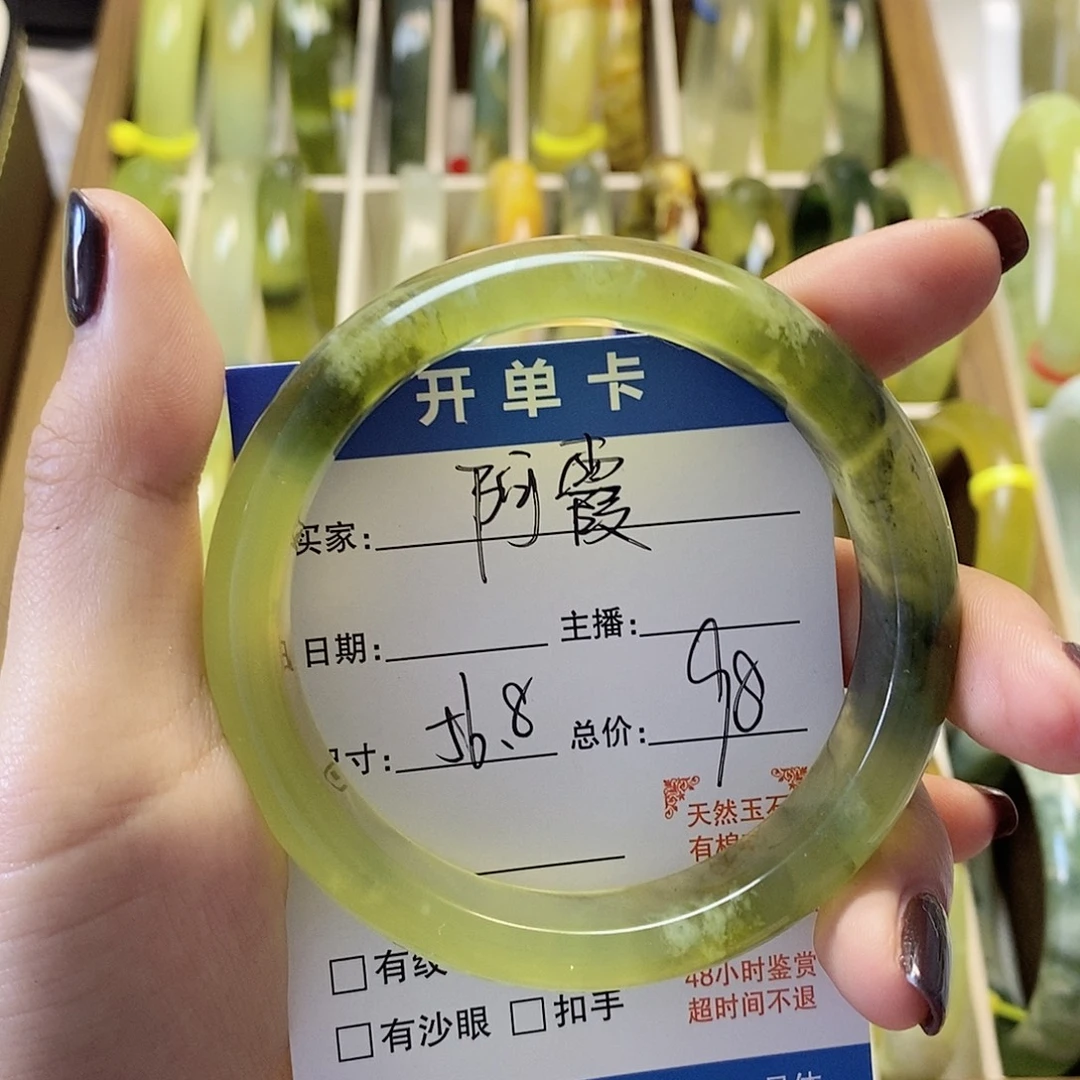 开单卡
买家: 阿霞
日期: 主播:
寸: 56.8 总价: 98
天然玉石
有棉
□有纹
48小时鉴赏
□有沙眼 □扣手
超时间不退